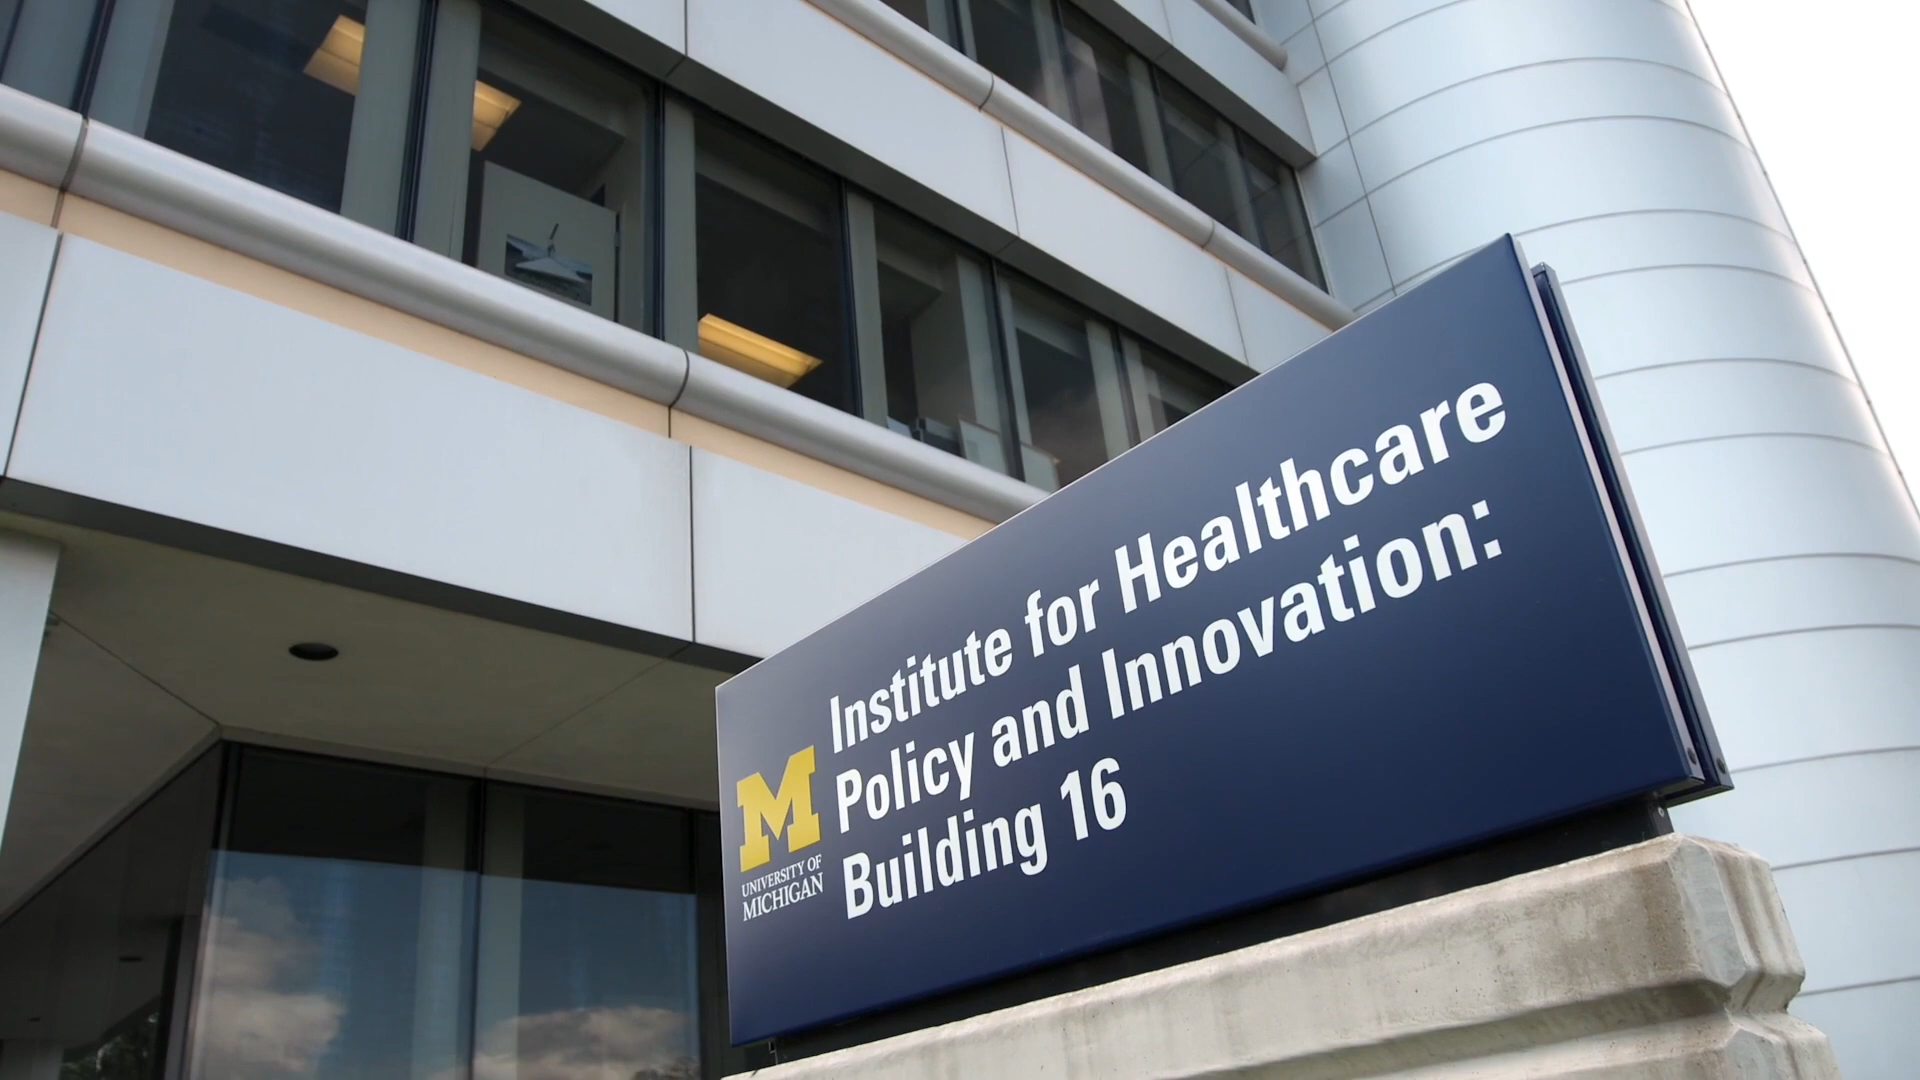 Institute for Healthcare
Policy and Innovation:
Building 16
M
UNIVERSITY OF
MICHIGAN